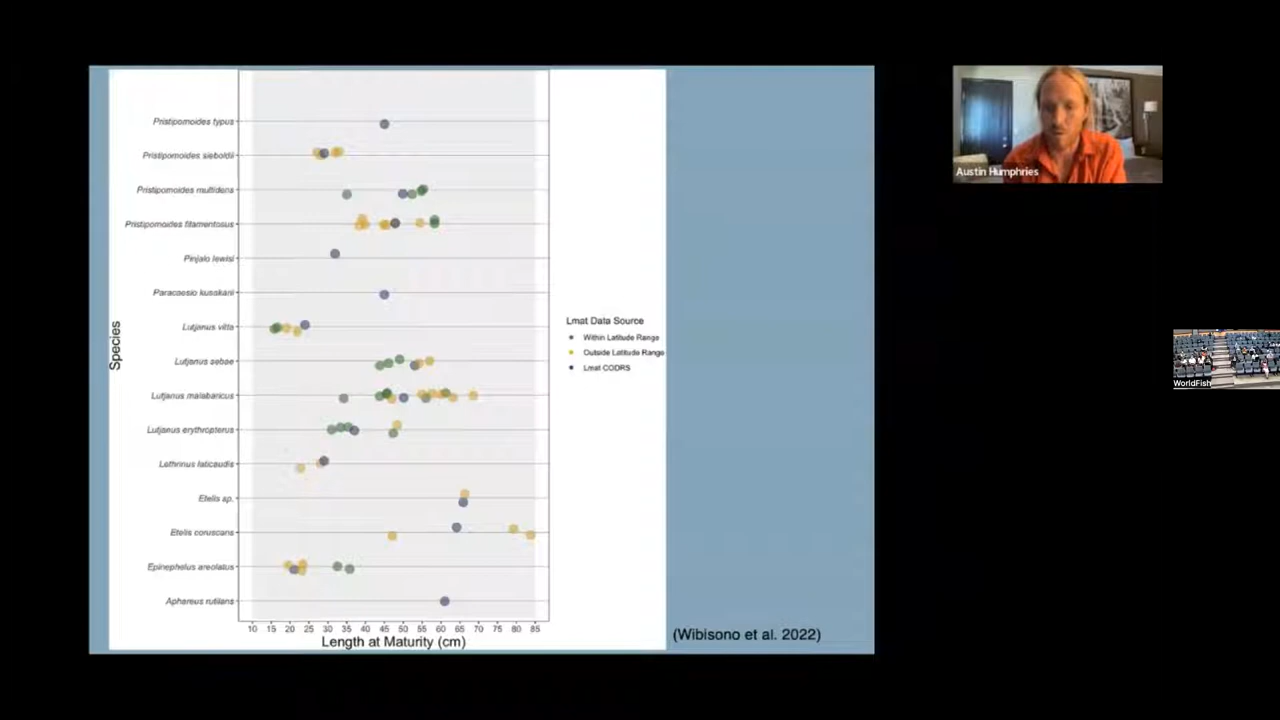 Pristipomoides typus
Pristipomoides sieboldii
Pristipomoides multidens
Pristipomoides filamentosus
Pinjalo lewisi
Paracaesio kusakarii
Lutjanus vitta
Lutjanus sebae
Lutjanus malabaricus
Lutjanus erythropterus
Lethrinus laticaudis
Etelis sp.
Etelis coruscans
Epinephelus areolatus
Aphareus rutilans
Species
10 15 20 25 30 35 40 45 50 55 60 65 70 75 80 85
Length at Maturity (cm)
Lmat Data Source
Within Latitude Range
Outside Latitude Range
Lmat CODRS
(Wibisono et al. 2022)
Austin Humphries
WorldFish